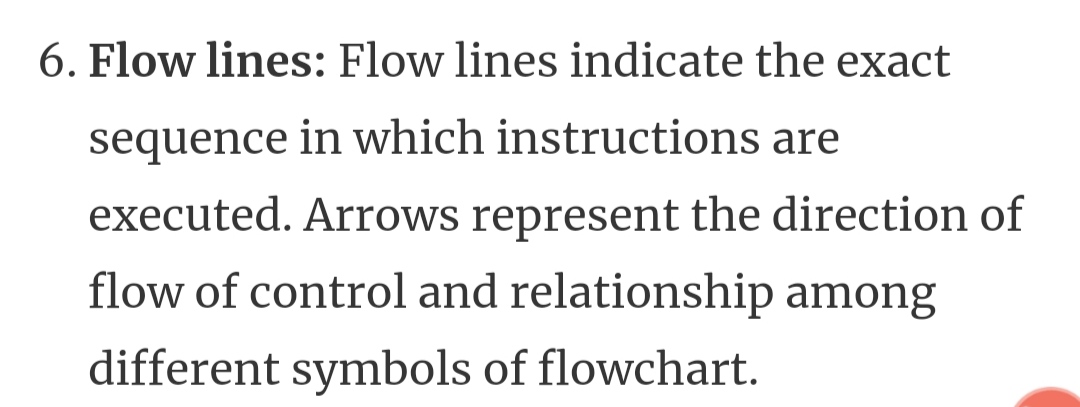 6. Flow lines: Flow lines indicate the exact
sequence in which instructions are
executed. Arrows represent the direction of
flow of control and relationship among
different symbols of flowchart.